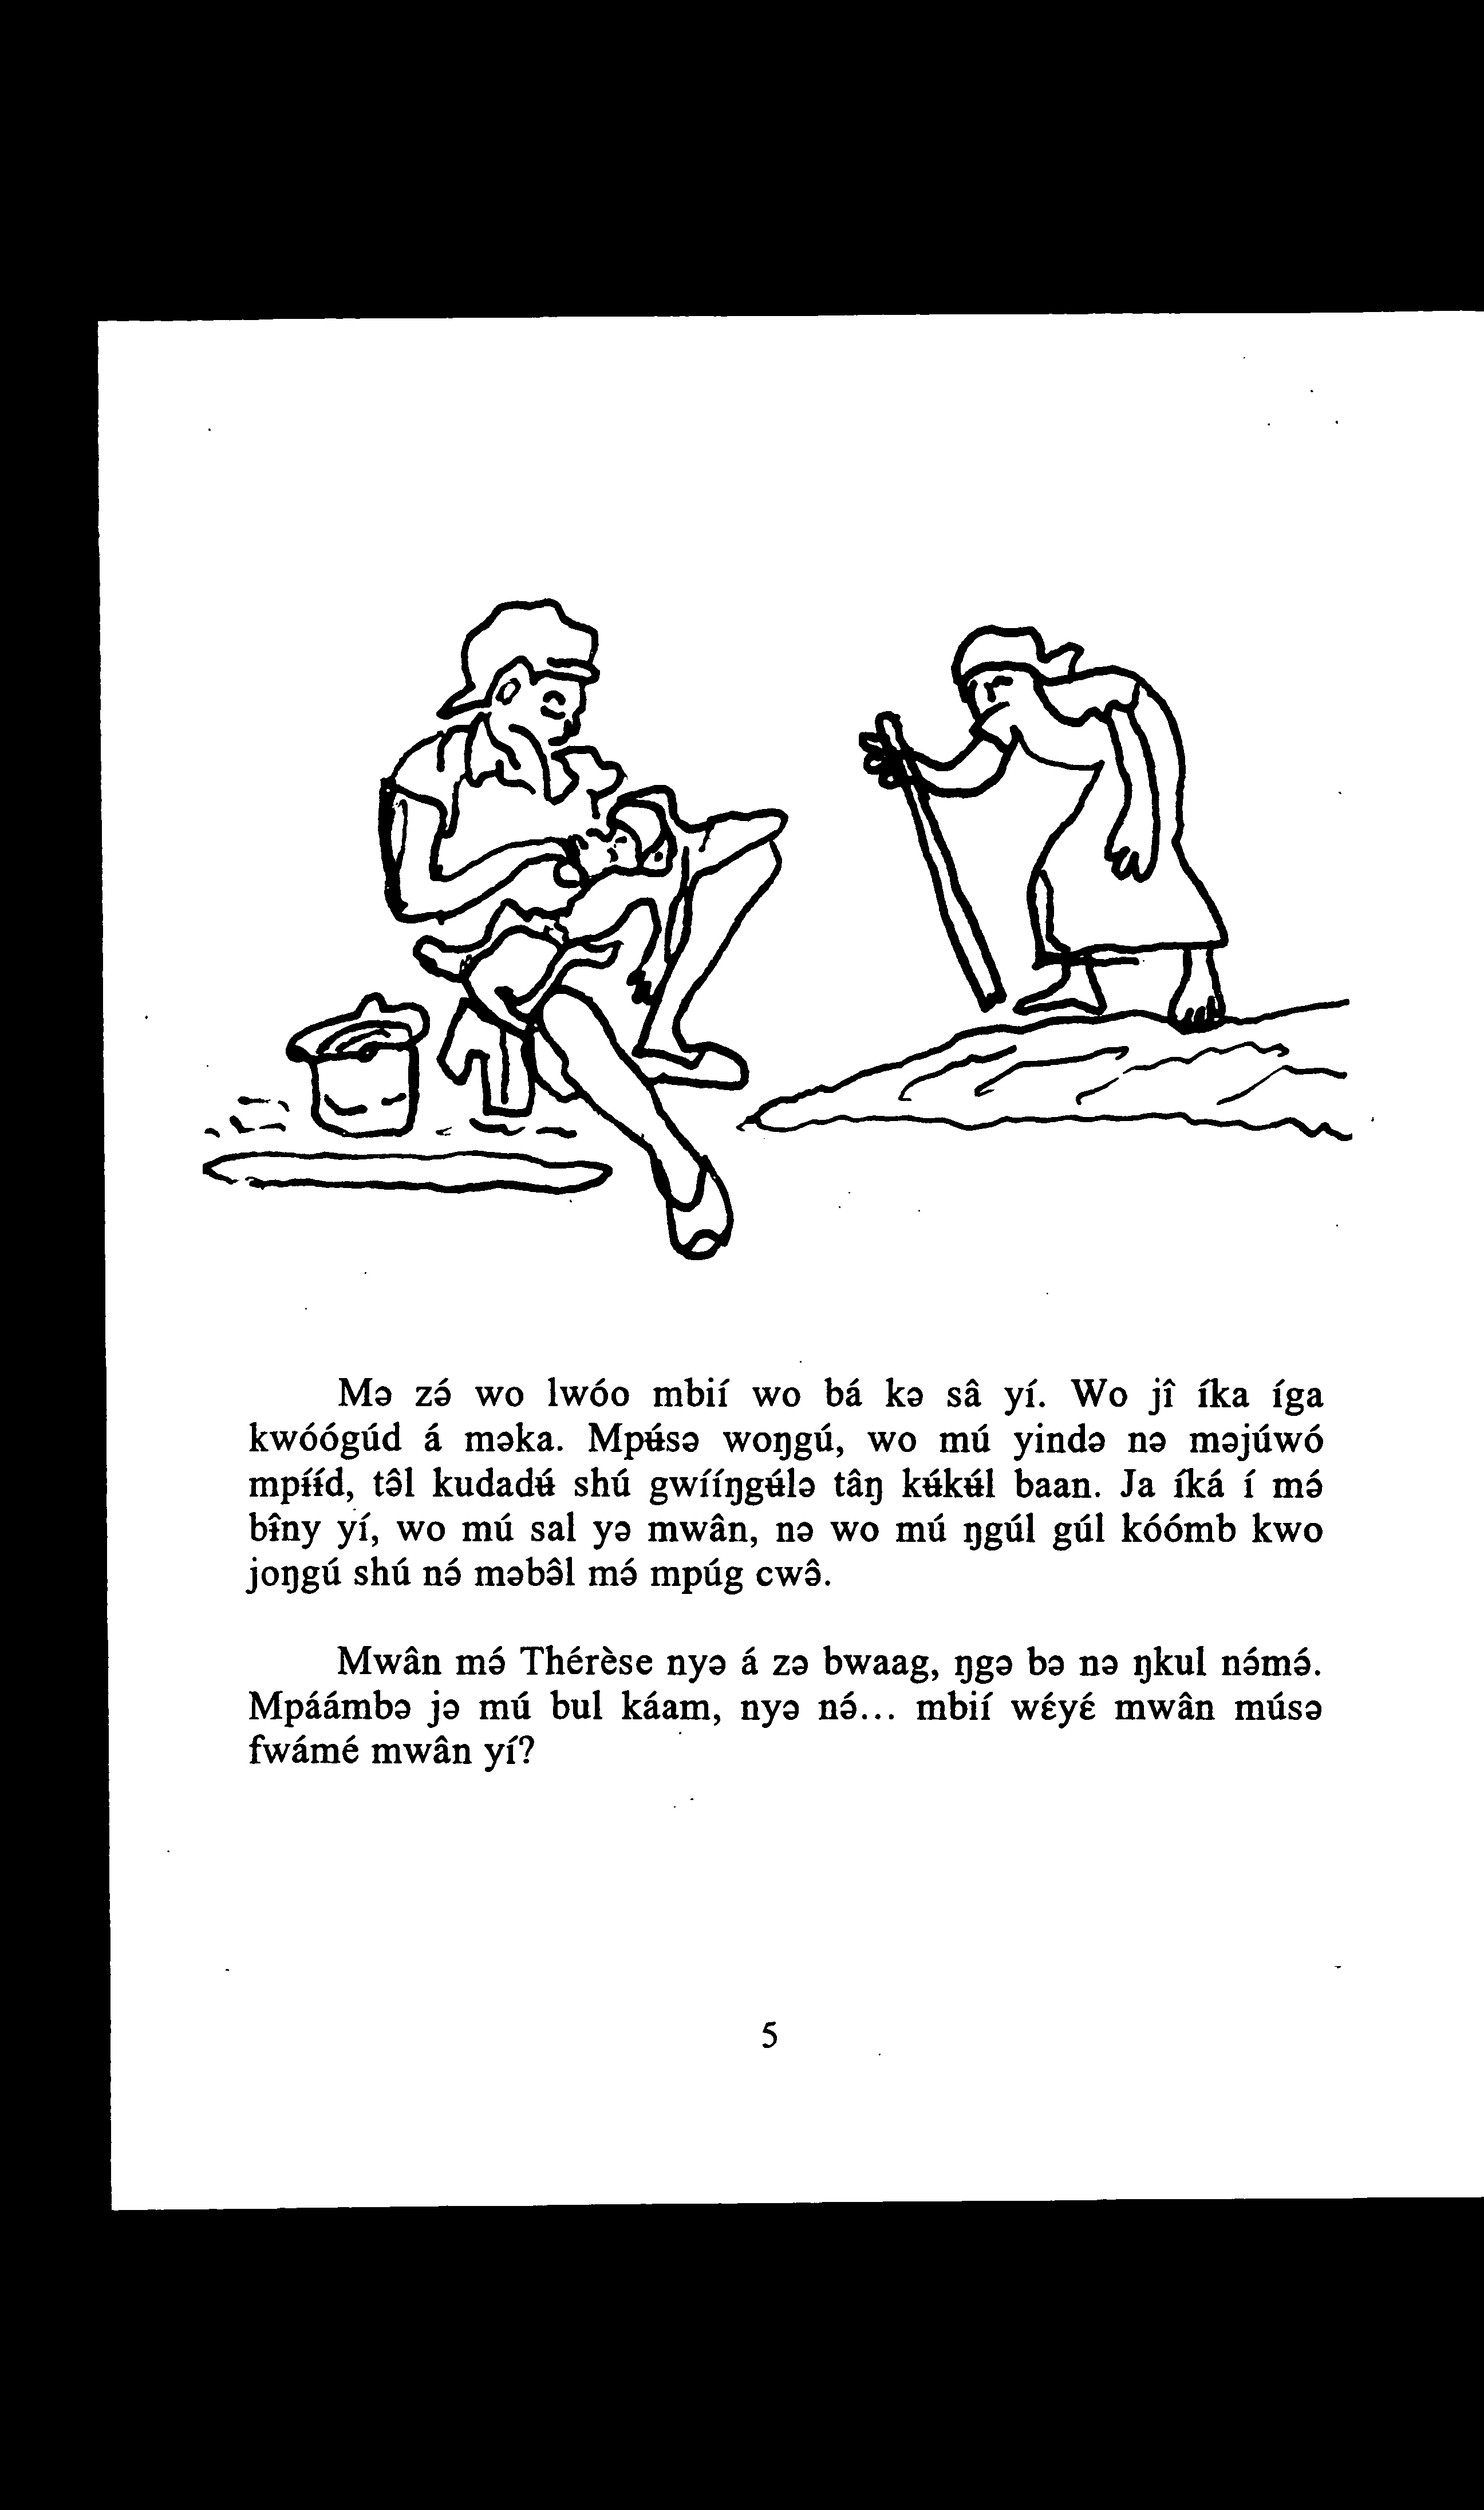 Mə zə́ wo lwóo mbií wo bá kə sâ yí. Wo jî íka íga
kwóógúd á məka. Mpʉ́sə woŋgú, wo mú yində nə məjúwó
mpɨ́ɨ́d, tə̂l kudadʉ́ shú gwííŋgʉ́lə tâŋ kʉ́kʉ́l baan. Ja íká í mə́
bɨ̂ny yí, wo mú sal yə mwân, nə wo mú ŋgúl gúl kóómb kwo
joŋgú shú nə́ məbə̂l mə́ mpúg cwə̂.
Mwân mə́ Thérèse nyə á zə bwaag, ŋgə bə nə ŋkul nə́mə́.
Mpáámbə jə mú bul káam, nyə nə́... mbií wɛ́yɛ́ mwân músə
fwámé mwân yí?
5